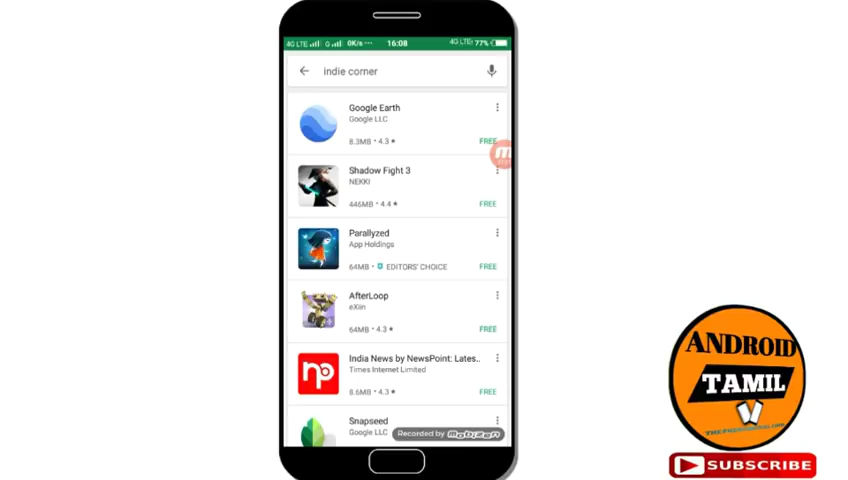 4G LTE G 0K/s ··· 16:08 4G LTE 77%
indie corner
Google Earth
Google LLC
8.3MB • 4.3 ★ FREE
Shadow Fight 3
NEKKI
446MB • 4.4 ★ FREE
Parallyzed
App Holdings
64MB • EDITORS' CHOICE FREE
AfterLoop
eXiin
64MB • 4.3 ★ FREE
India News by NewsPoint: Lates..
np
Times Internet Limited
8.6MB • 4.3 ★ FREE
Snapseed
Google LLC
Recorded by Mobizen
ANDROID
TAMIL
SUBSCRIBE